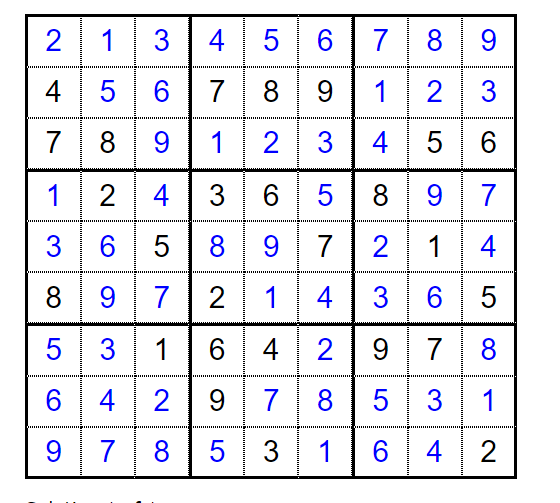 2 1 3 4 5 6 7 8 9
4 5 6 7 8 9 1 2 3
7 8 9 1 2 3 4 5 6
1 2 4 3 6 5 8 9 7
3 6 5 8 9 7 2 1 4
8 9 7 2 1 4 3 6 5
5 3 1 6 4 2 9 7 8
6 4 2 9 7 8 5 3 1
9 7 8 5 3 1 6 4 2